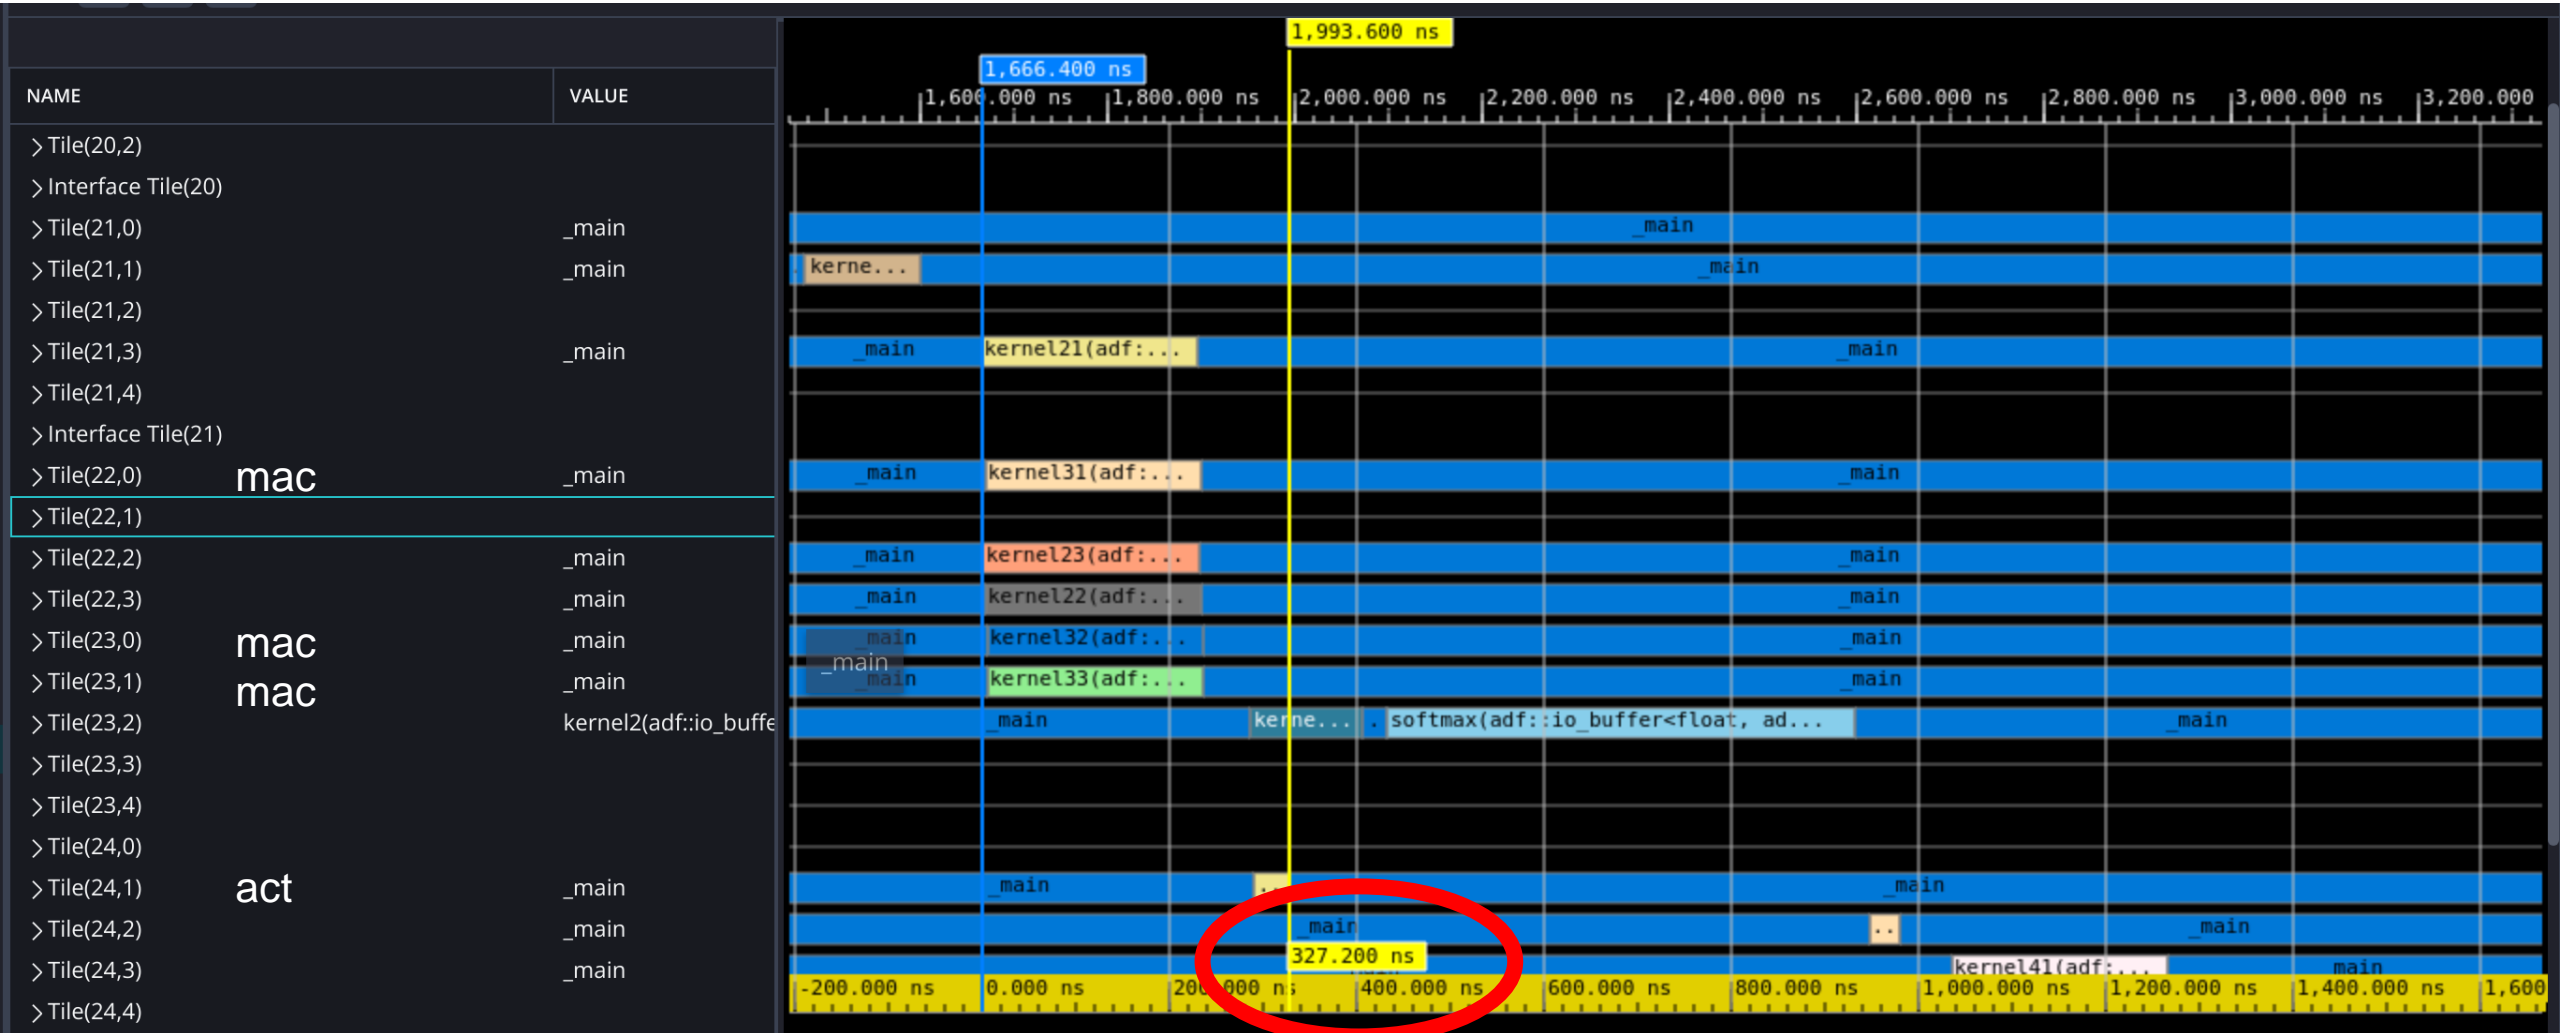 1,993.600 ns
1,666.400 ns
NAME VALUE
1,600.000 ns 1,800.000 ns 2,000.000 ns 2,200.000 ns 2,400.000 ns 2,600.000 ns 2,800.000 ns 3,000.000 ns 3,200.000
Tile(20,2)
Interface Tile(20)
Tile(21,0) _main _main
Tile(21,1) _main kerne... _main
Tile(21,2)
Tile(21,3) _main _main kernel21(adf:... _main
Tile(21,4)
Interface Tile(21)
Tile(22,0) mac _main _main kernel31(adf:... _main
Tile(22,1)
Tile(22,2) _main _main kernel23(adf:... _main
Tile(22,3) _main _main kernel22(adf:... _main
Tile(23,0) mac _main _main kernel32(adf:... _main
_main
Tile(23,1) mac _main _main kernel33(adf:... _main
Tile(23,2) kernel2(adf::io_buffe _main kerne... . softmax(adf::io_buffer<float, ad... _main
Tile(23,3)
Tile(23,4)
Tile(24,0)
Tile(24,1) act _main _main .. _main
Tile(24,2) _main _main .. _main
327.200 ns
Tile(24,3) _main kernel41(adf:... main
-200.000 ns 0.000 ns 200.000 ns 400.000 ns 600.000 ns 800.000 ns 1,000.000 ns 1,200.000 ns 1,400.000 ns 1,600
Tile(24,4)